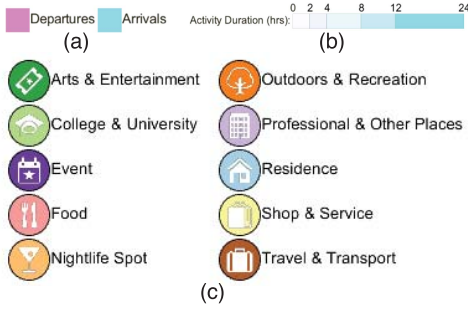 Departures Arrivals Activity Duration (hrs): 0 2 4 8 12 24
(a) (b)
Arts & Entertainment Outdoors & Recreation
College & University Professional & Other Places
Event Residence
Food Shop & Service
Nightlife Spot Travel & Transport
(c)